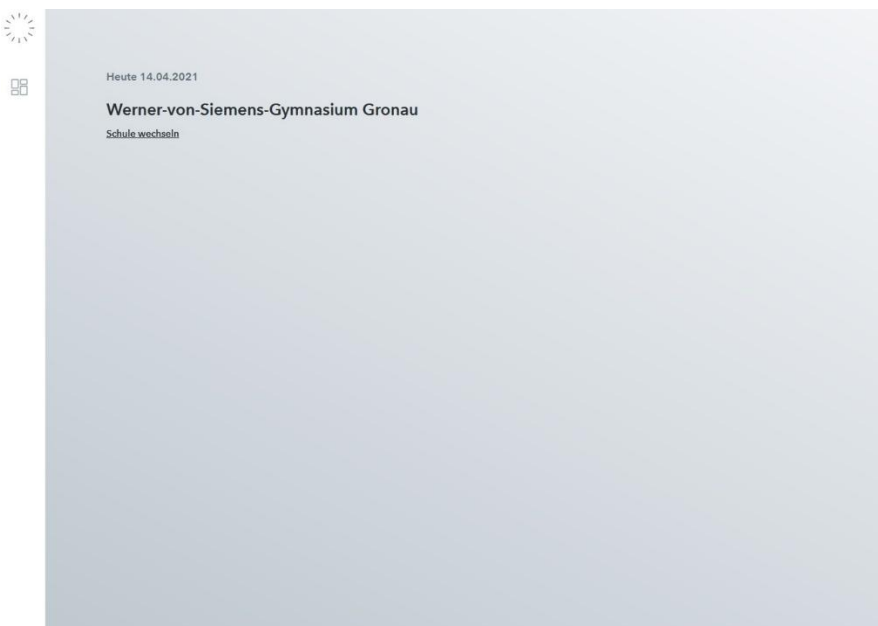 Heute 14.04.2021
Werner-von-Siemens-Gymnasium Gronau
Schule wechseln